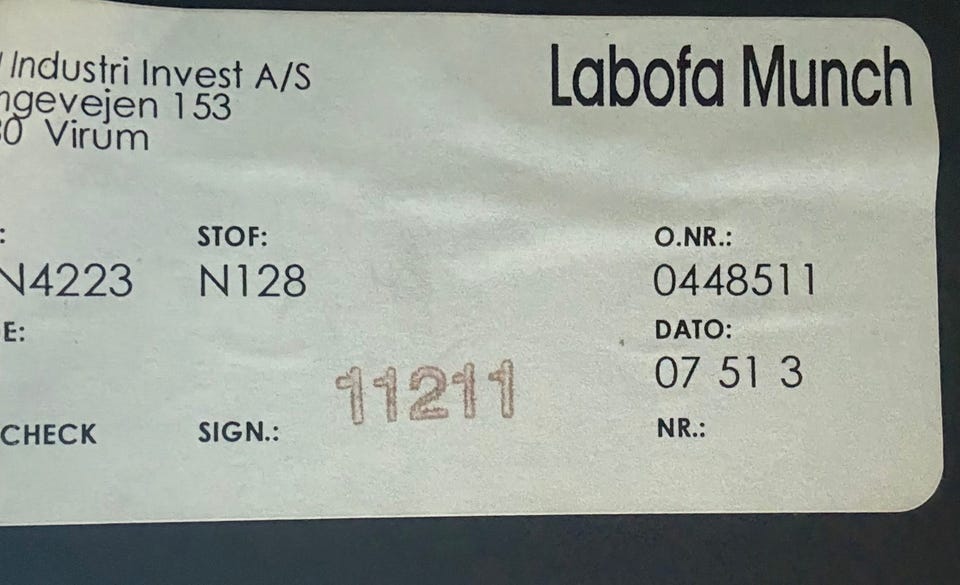 Industri Invest A/S
ngevejen 153
0 Virum
Labofa Munch
:
N4223
STOF:
N128
O.NR.:
0448511
E:
DATO:
07 51 3
11211
CHECK
SIGN.:
NR.: